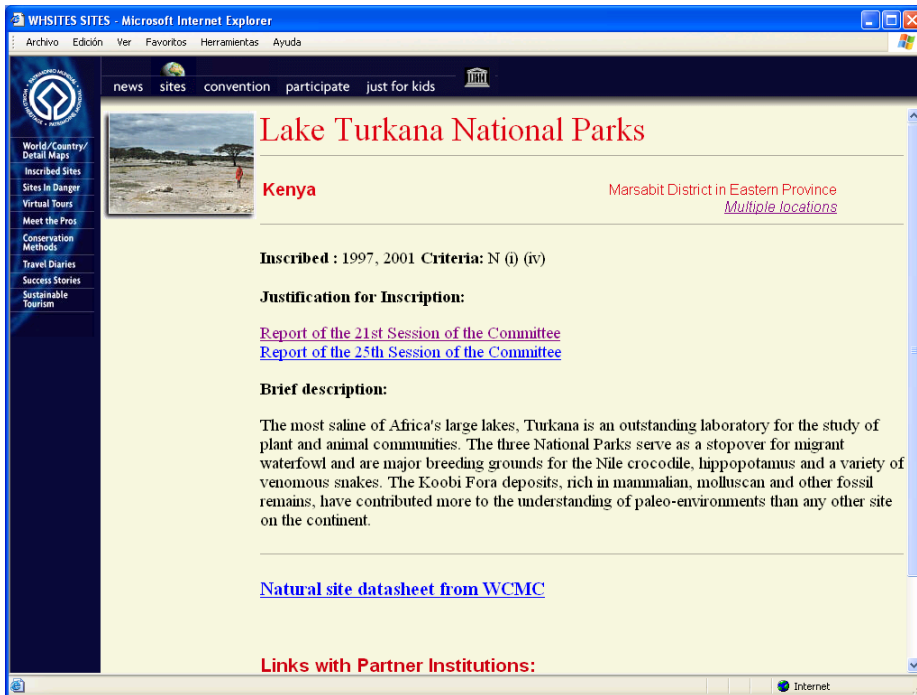 WHSITES SITES - Microsoft Internet Explorer
Archivo Edición Ver Favoritos Herramientas Ayuda
news sites convention participate just for kids
World/Country/
Detail Maps
Inscribed Sites
Sites In Danger
Virtual Tours
Meet the Pros
Conservation
Methods
Travel Diaries
Success Stories
Sustainable
Tourism
Lake Turkana National Parks
Kenya
Marsabit District in Eastern Province
Multiple locations
Inscribed : 1997, 2001 Criteria: N (i) (iv)
Justification for Inscription:
Report of the 21st Session of the Committee
Report of the 25th Session of the Committee
Brief description:
The most saline of Africa's large lakes, Turkana is an outstanding laboratory for the study of
plant and animal communities. The three National Parks serve as a stopover for migrant
waterfowl and are major breeding grounds for the Nile crocodile, hippopotamus and a variety of
venomous snakes. The Koobi Fora deposits, rich in mammalian, molluscan and other fossil
remains, have contributed more to the understanding of paleo-environments than any other site
on the continent.
Natural site datasheet from WCMC
Links with Partner Institutions:
Internet